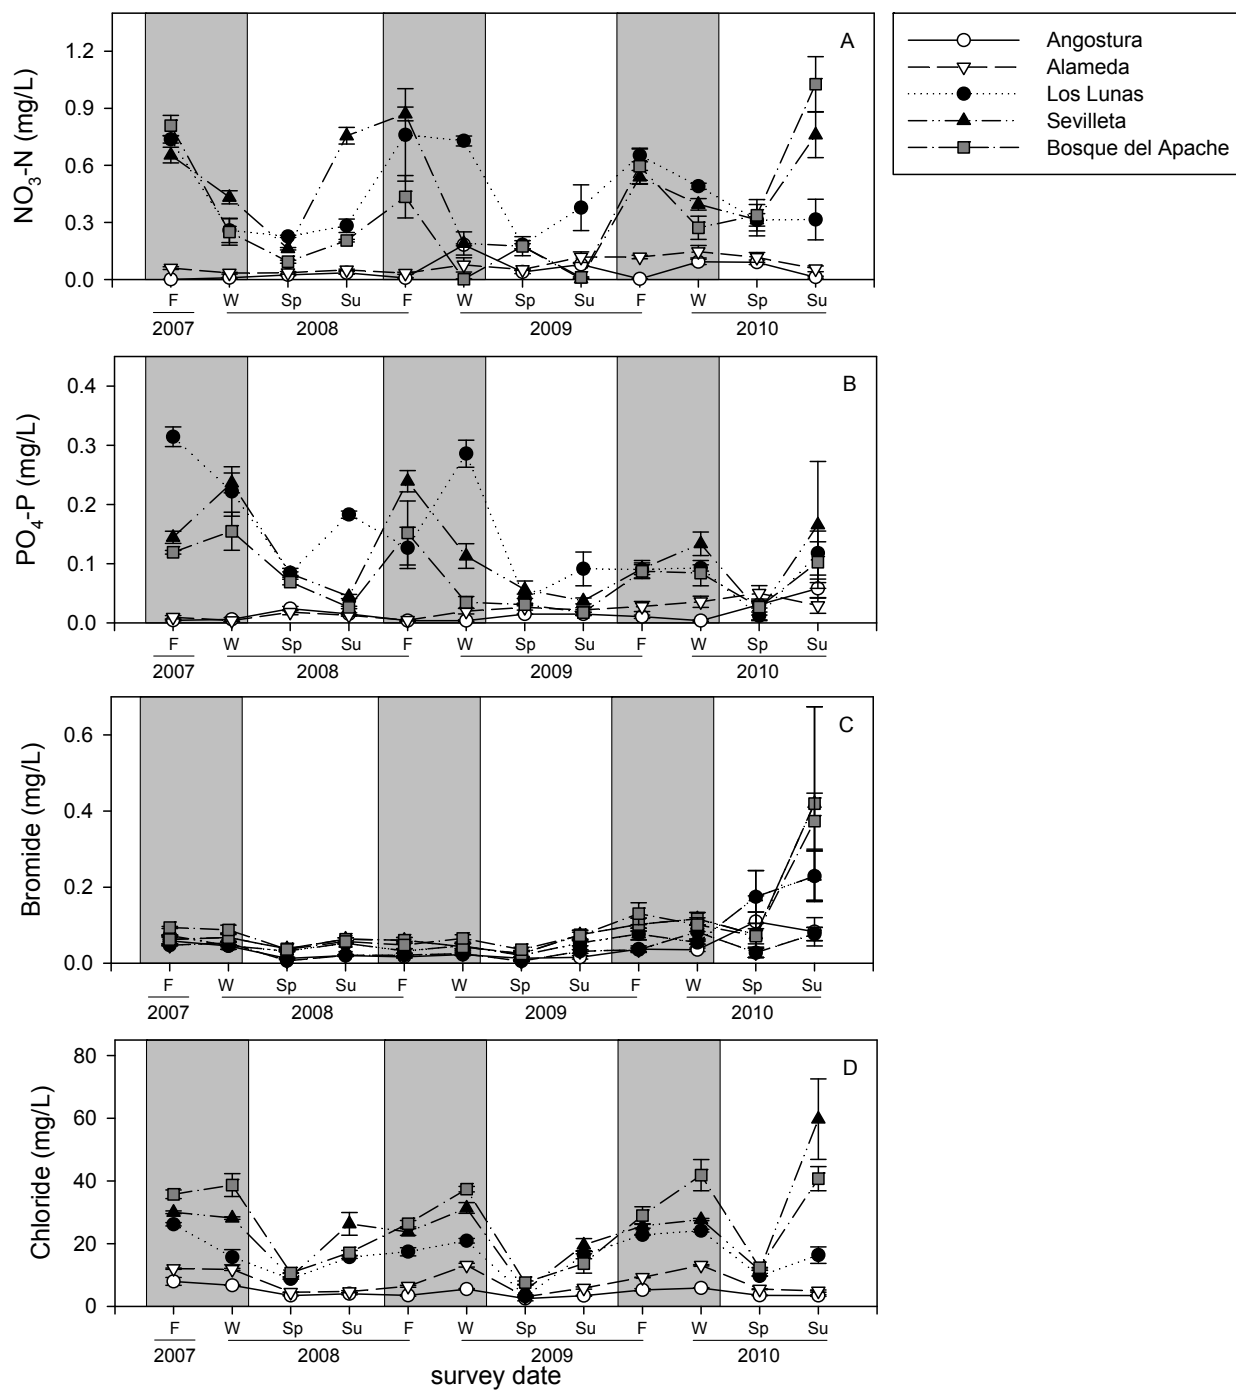 A
NO3-N (mg/L)
1.2
0.9
0.6
0.3
0.0
F W Sp Su F W Sp Su F W Sp Su
2007 2008 2009 2010
Angostura
Alameda
Los Lunas
Sevilleta
Bosque del Apache
B
PO4-P (mg/L)
0.4
0.3
0.2
0.1
0.0
F W Sp Su F W Sp Su F W Sp Su
2007 2008 2009 2010
C
Bromide (mg/L)
0.6
0.4
0.2
0.0
F W Sp Su F W Sp Su F W Sp Su
2007 2008 2009 2010
D
Chloride (mg/L)
80
60
40
20
0
F W Sp Su F W Sp Su F W Sp Su
2007 2008 2009 2010
survey date